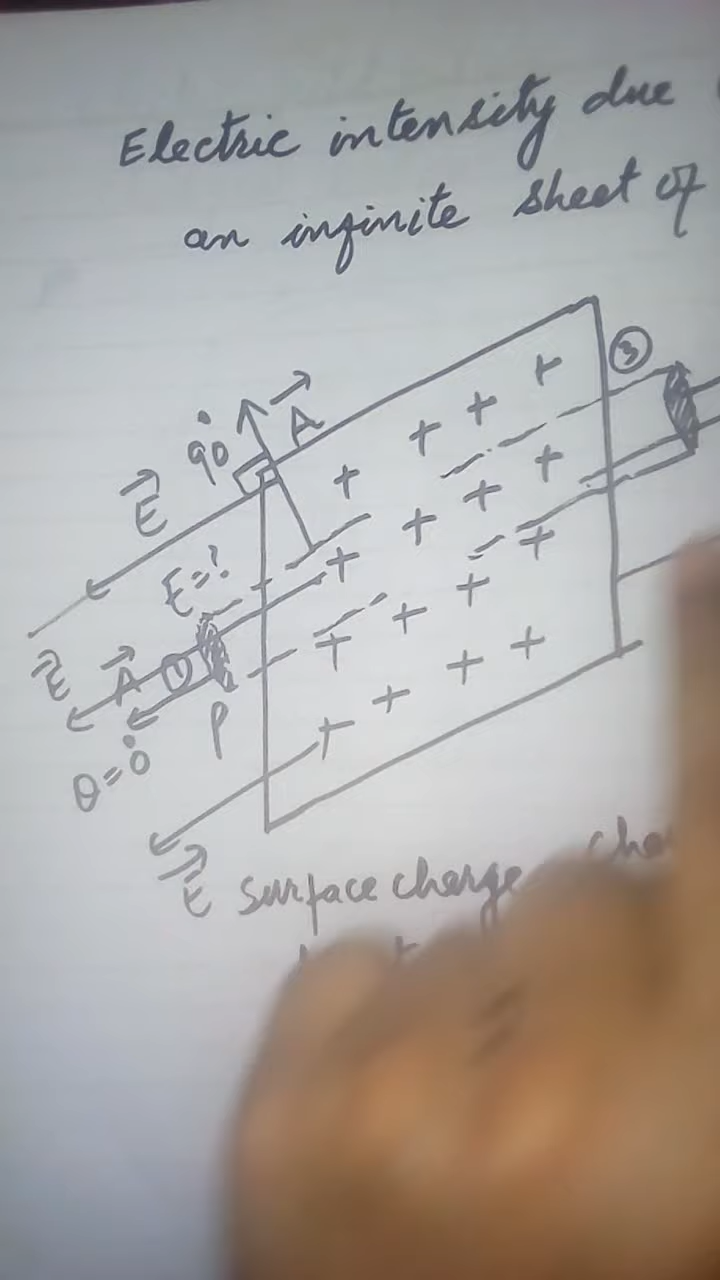 Electric intensity due
an infinite sheet of
3
90° A
E
E=?
E A 1
P
θ=0°
E surface charge